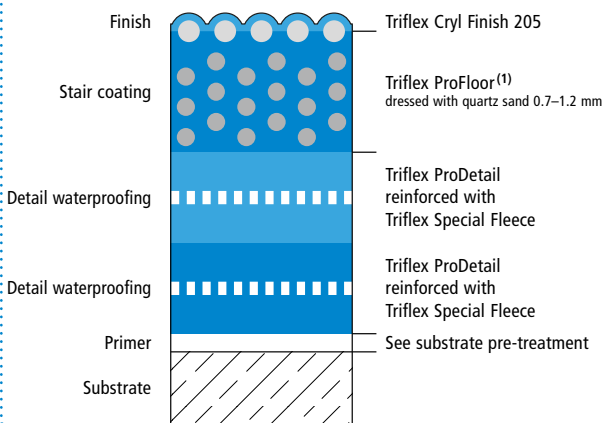 Finish
Triflex Cryl Finish 205
Stair coating
Triflex ProFloor(1)
dressed with quartz sand 0.7–1.2 mm
Detail waterproofing
Triflex ProDetail
reinforced with
Triflex Special Fleece
Detail waterproofing
Triflex ProDetail
reinforced with
Triflex Special Fleece
Primer
See substrate pre-treatment
Substrate